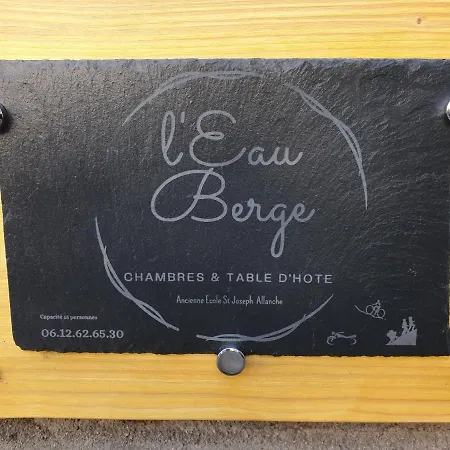 l'Eau
Berge
CHAMBRES & TABLE D'HOTE
Ancienne Ecole St Joseph Allanche
Capacité 14 personnes
06.12.62.65.30